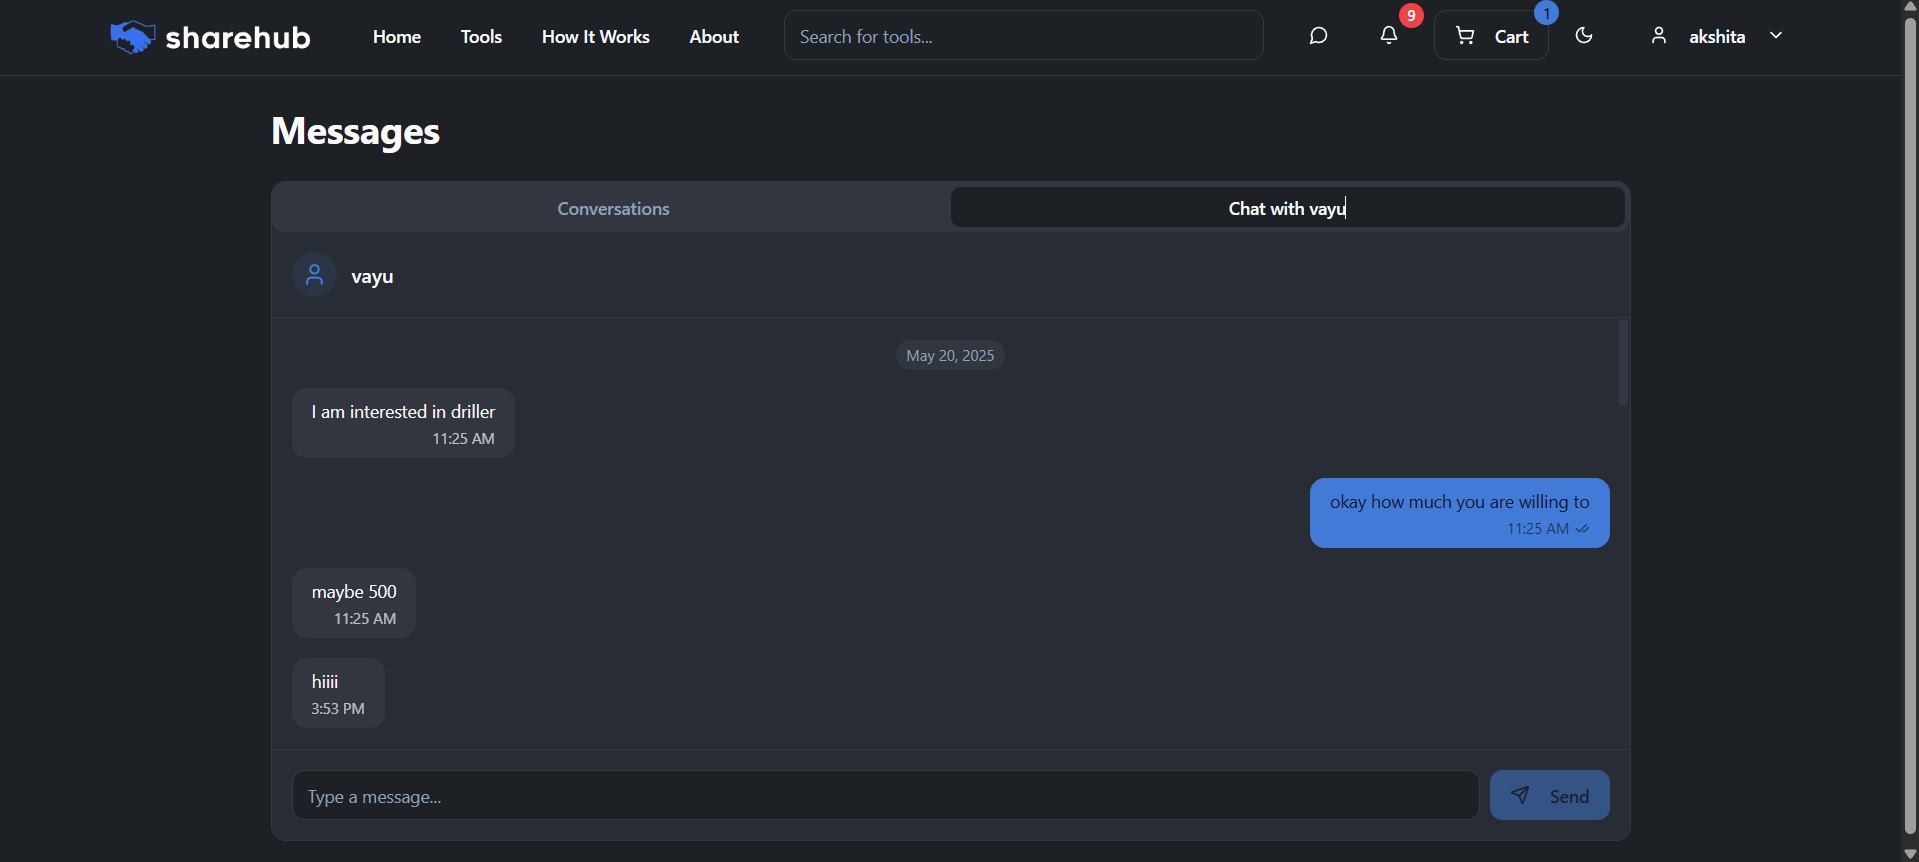 sharehub
Home Tools How It Works About Search for tools... 9 Cart 1 akshita
Messages
Conversations Chat with vayu
vayu
May 20, 2025
I am interested in driller
11:25 AM
okay how much you are willing to
11:25 AM
maybe 500
11:25 AM
hiiii
3:53 PM
Type a message... Send